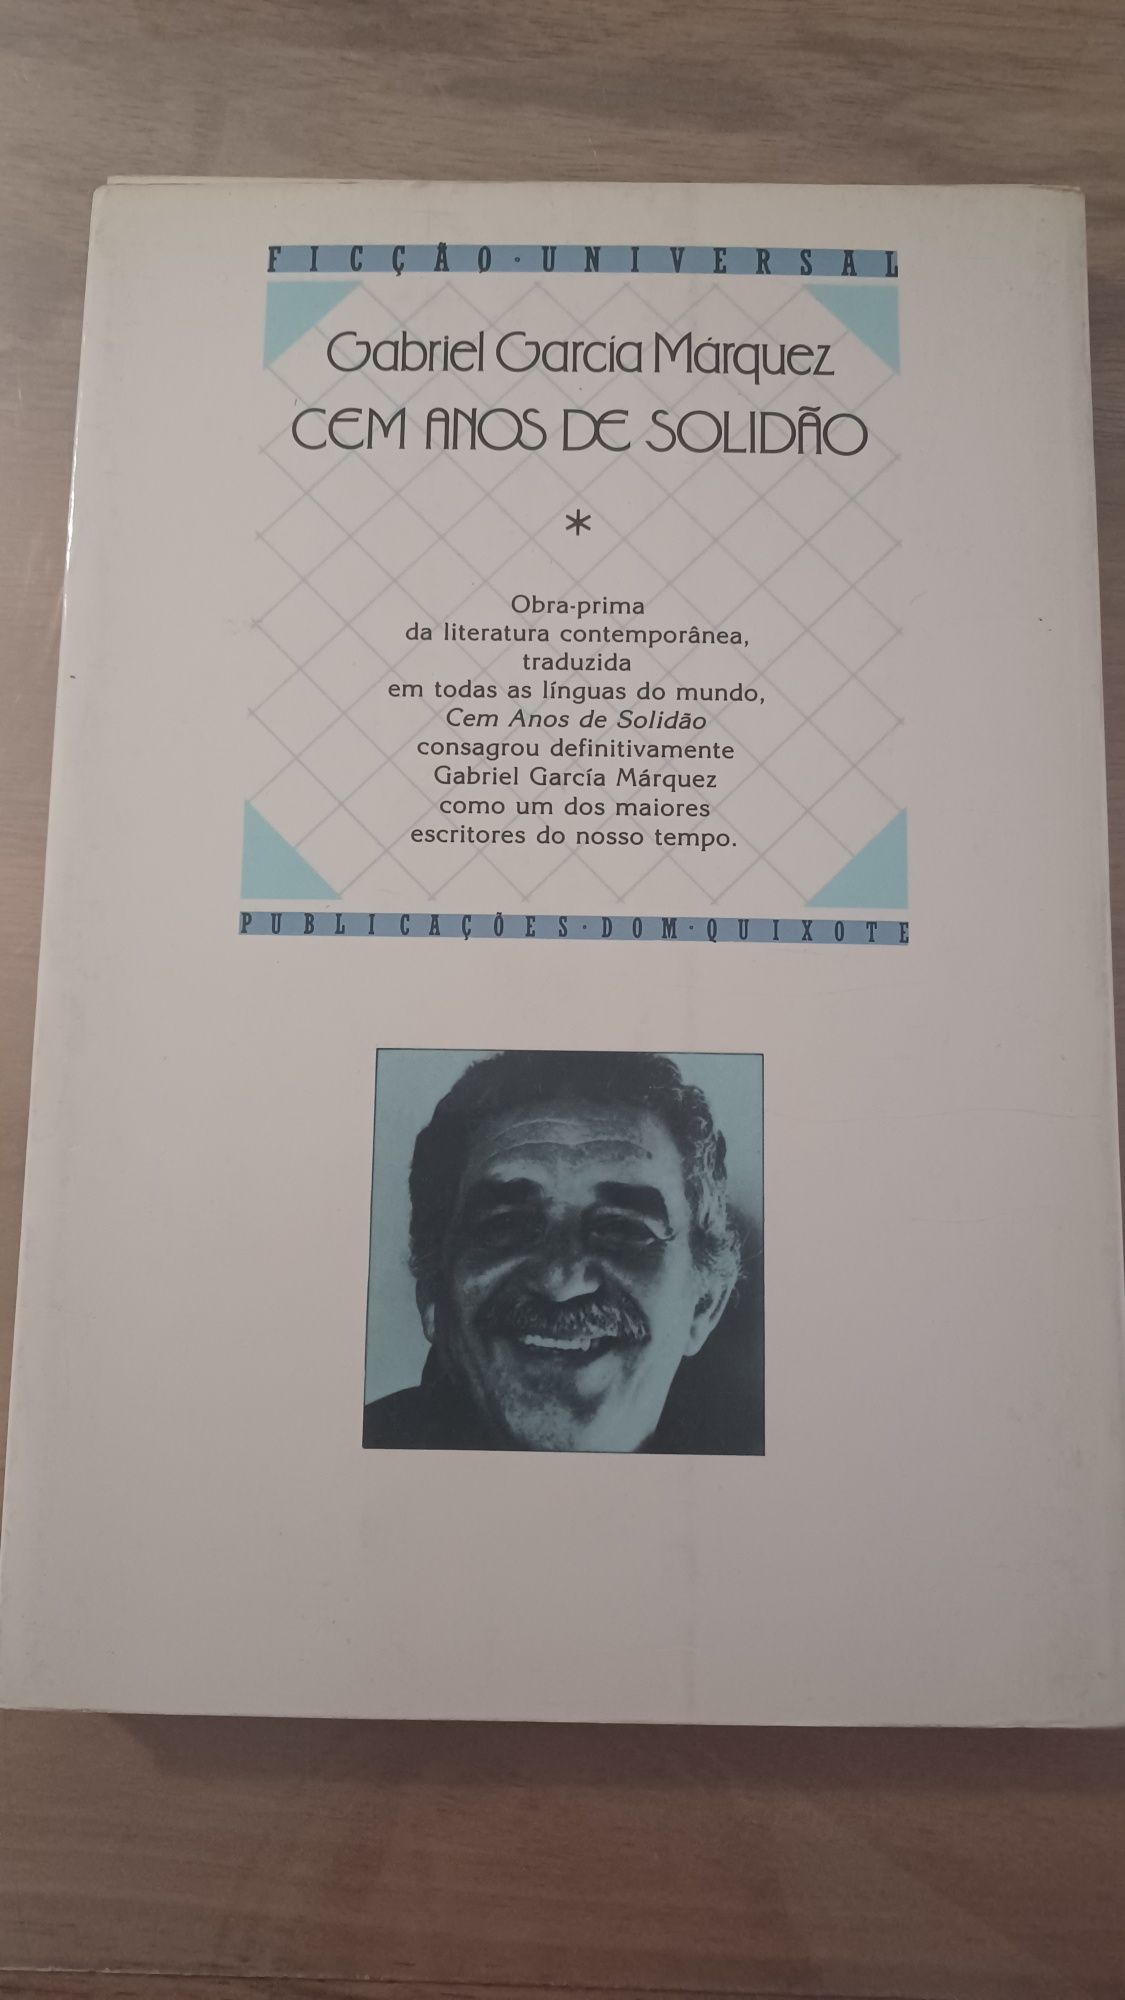 FICÇÃO · UNIVERSAL
Gabriel García Márquez
CEM ANOS DE SOLIDÃO
*
Obra-prima
da literatura contemporânea,
traduzida
em todas as línguas do mundo,
Cem Anos de Solidão
consagrou definitivamente
Gabriel García Márquez
como um dos maiores
escritores do nosso tempo.
PUBLICAÇÕES · DOM · QUIXOTE